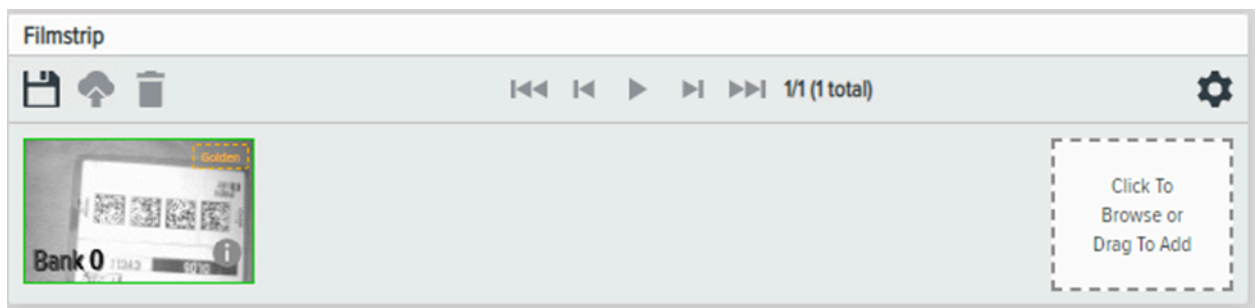 Filmstrip
1/1 (1 total)
Golden
Bank 0
Click To
Browse or
Drag To Add